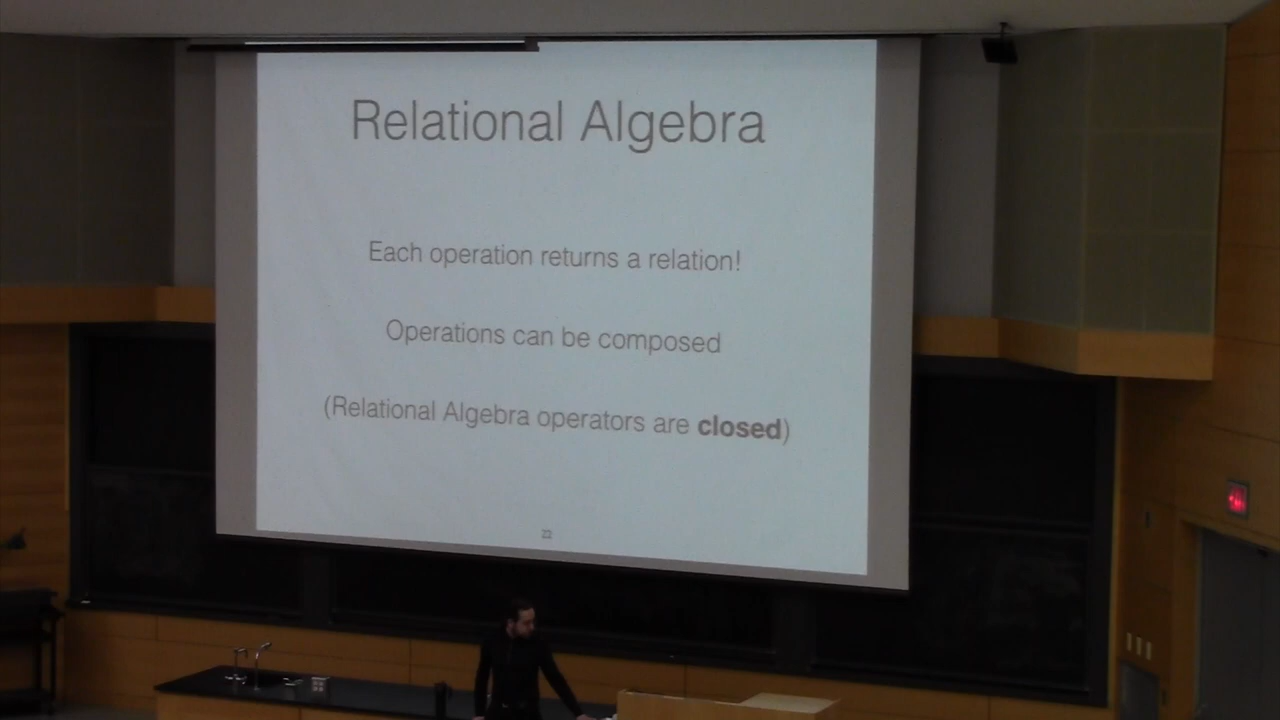 Relational Algebra
Each operation returns a relation!
Operations can be composed
(Relational Algebra operators are closed)
22